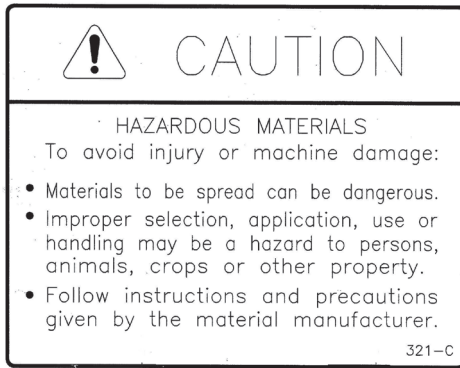 CAUTION
HAZARDOUS MATERIALS
To avoid injury or machine damage:
• Materials to be spread can be dangerous.
• Improper selection, application, use or
handling may be a hazard to persons,
animals, crops or other property.
• Follow instructions and precautions
given by the material manufacturer.
321-C